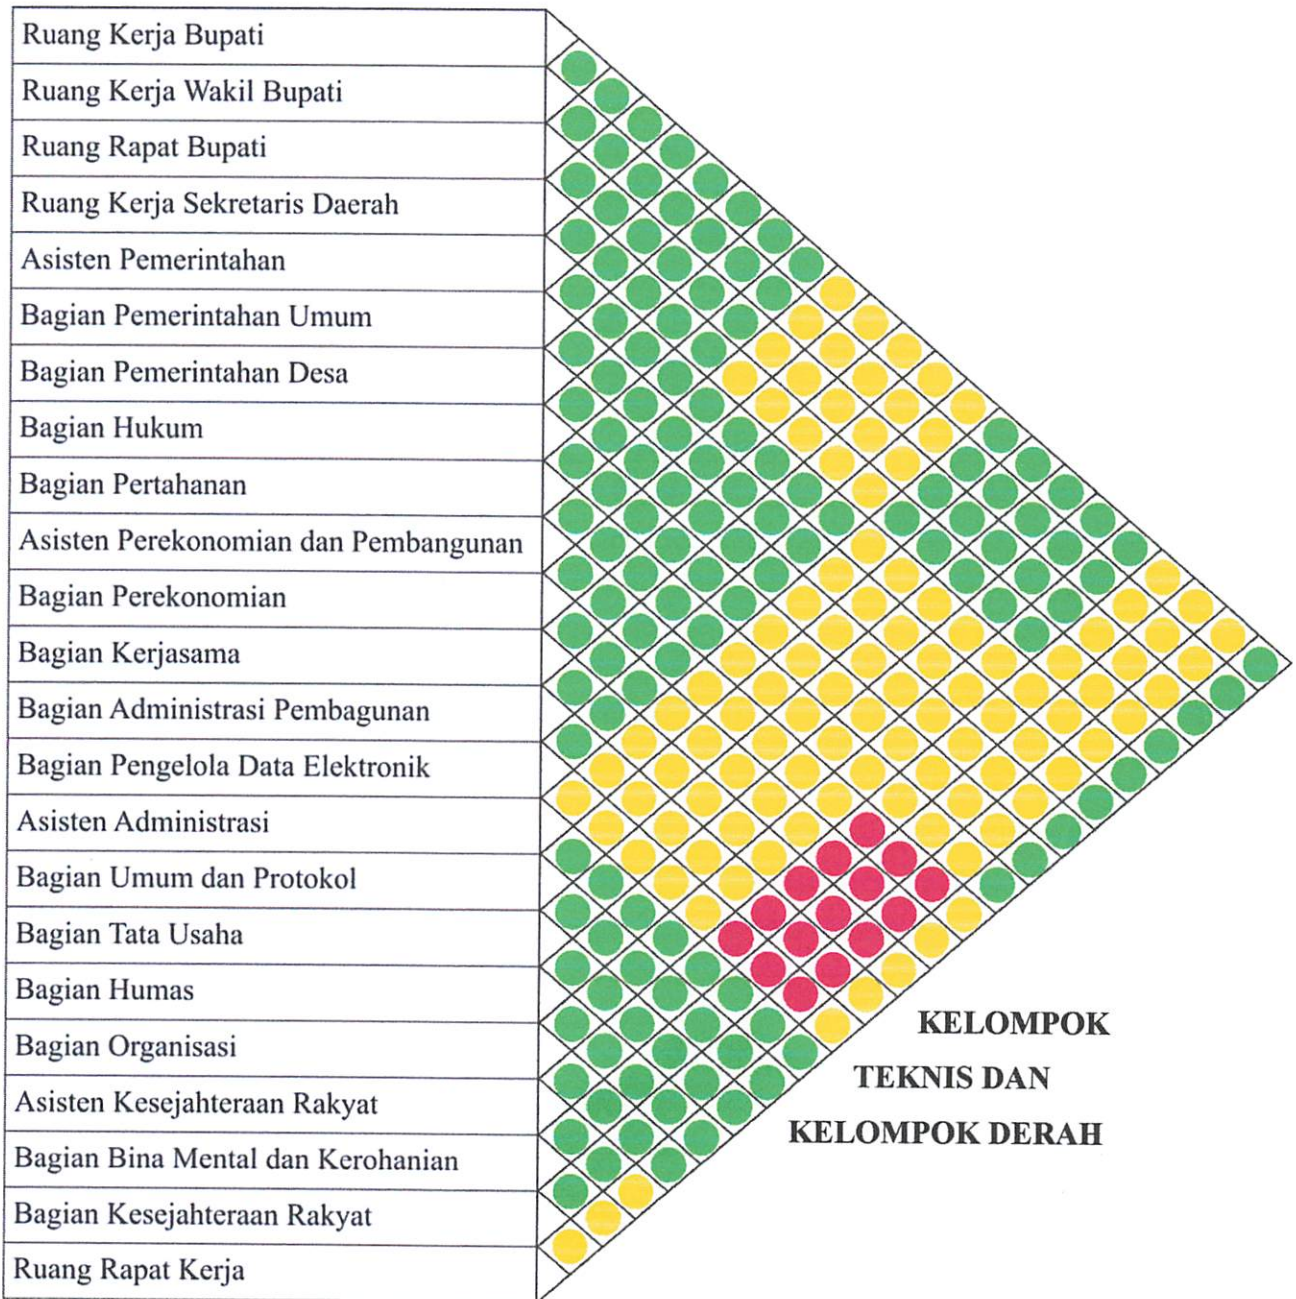 Ruang Kerja Bupati
Ruang Kerja Wakil Bupati
Ruang Rapat Bupati
Ruang Kerja Sekretaris Daerah
Asisten Pemerintahan
Bagian Pemerintahan Umum
Bagian Pemerintahan Desa
Bagian Hukum
Bagian Pertahanan
Asisten Perekonomian dan Pembangunan
Bagian Perekonomian
Bagian Kerjasama
Bagian Administrasi Pembagunan
Bagian Pengelola Data Elektronik
Asisten Administrasi
Bagian Umum dan Protokol
Bagian Tata Usaha
Bagian Humas
Bagian Organisasi
Asisten Kesejahteraan Rakyat
Bagian Bina Mental dan Kerohanian
Bagian Kesejahteraan Rakyat
Ruang Rapat Kerja
KELOMPOK
TEKNIS DAN
KELOMPOK DERAH